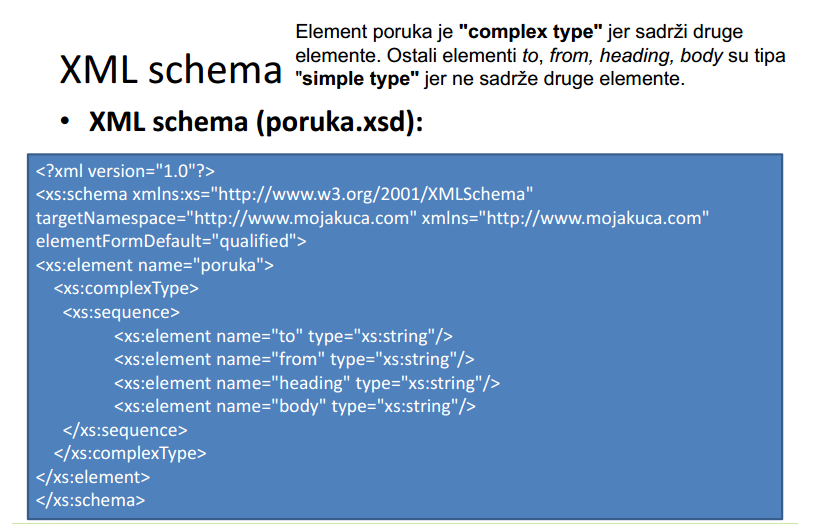 Element poruka je "complex type" jer sadrži druge
elemente. Ostali elementi to, from, heading, body su tipa
"simple type" jer ne sadrže druge elemente.
XML schema
• XML schema (poruka.xsd):
<?xml version="1.0"?>
<xs:schema xmlns:xs="http://www.w3.org/2001/XMLSchema"
targetNamespace="http://www.mojakuca.com" xmlns="http://www.mojakuca.com"
elementFormDefault="qualified">
<xs:element name="poruka">
<xs:complexType>
<xs:sequence>
<xs:element name="to" type="xs:string"/>
<xs:element name="from" type="xs:string"/>
<xs:element name="heading" type="xs:string"/>
<xs:element name="body" type="xs:string"/>
</xs:sequence>
</xs:complexType>
</xs:element>
</xs:schema>